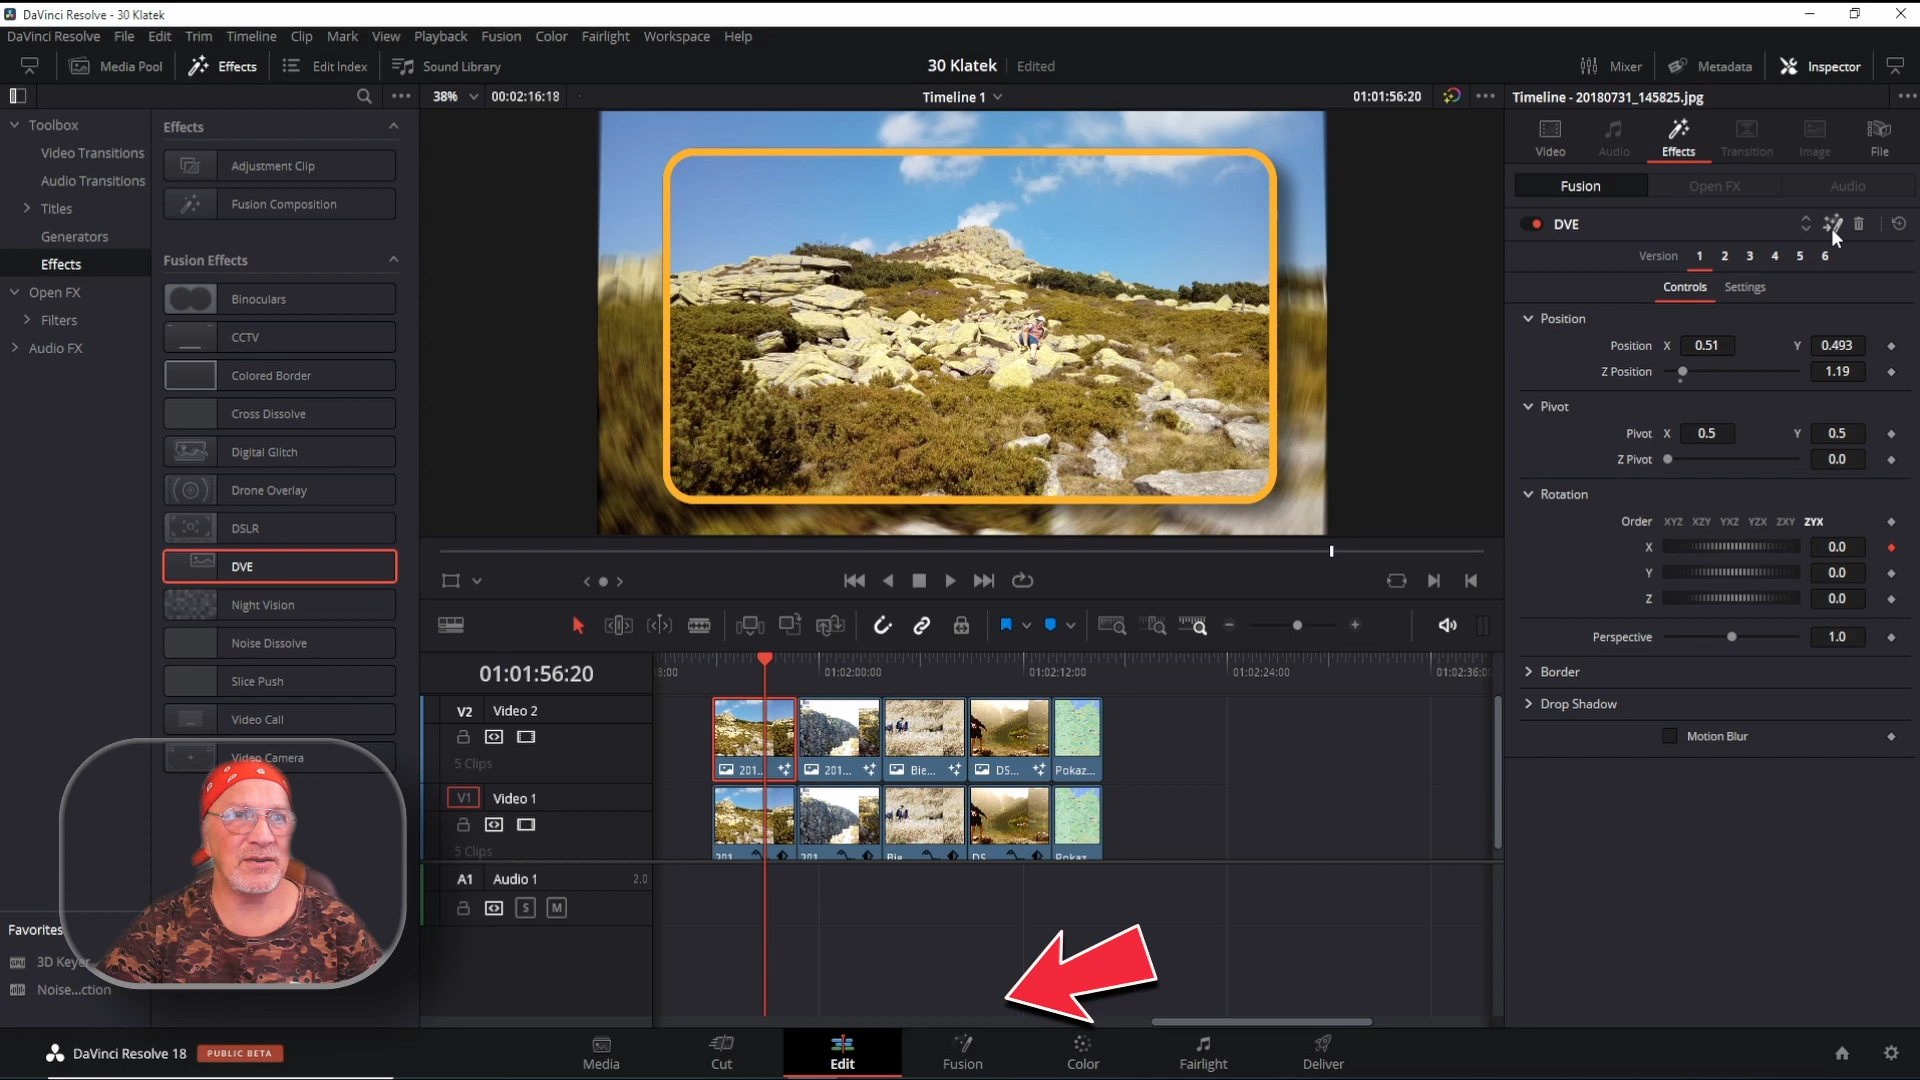 DaVinci Resolve - 30 Klatek
DaVinci Resolve File Edit Trim Timeline Clip Mark View Playback Fusion Color Fairlight Workspace Help
Media Pool Effects Edit Index Sound Library 30 Klatek Edited Mixer Metadata Inspector
38% 00:02:16:18 Timeline 1 01:01:56:20 Timeline - 20180731_145825.jpg
Toolbox
Video Transitions
Audio Transitions
Titles
Generators
Effects
Open FX
Filters
Audio FX
Favorites
3D Keyer
Noise...ction
Effects
Adjustment Clip
Fusion Composition
Fusion Effects
Binoculars
CCTV
Colored Border
Cross Dissolve
Digital Glitch
Drone Overlay
DSLR
DVE
Night Vision
Noise Dissolve
Slice Push
Video Call
Video Camera
Video Audio Effects Transition Image File
Fusion Open FX Audio
DVE
Version 1 2 3 4 5 6
Controls Settings
Position
Position X 0.51 Y 0.493
Z Position 1.19
Pivot
Pivot X 0.5 Y 0.5
Z Pivot 0.0
Rotation
Order XYZ XZY YXZ YZX ZXY ZYX
X 0.0
Y 0.0
Z 0.0
Perspective 1.0
Border
Drop Shadow
Motion Blur
01:01:56:20 8:00 01:02:00:00 01:02:12:00 01:02:24:00 01:02:36:00
V2 Video 2
5 Clips
201... 201... Bie... DS... Pokaz...
V1 Video 1
5 Clips
201 201 Bie DS Pokaz
A1 Audio 1 2.0
S M
DaVinci Resolve 18 PUBLIC BETA
Media Cut Edit Fusion Color Fairlight Deliver